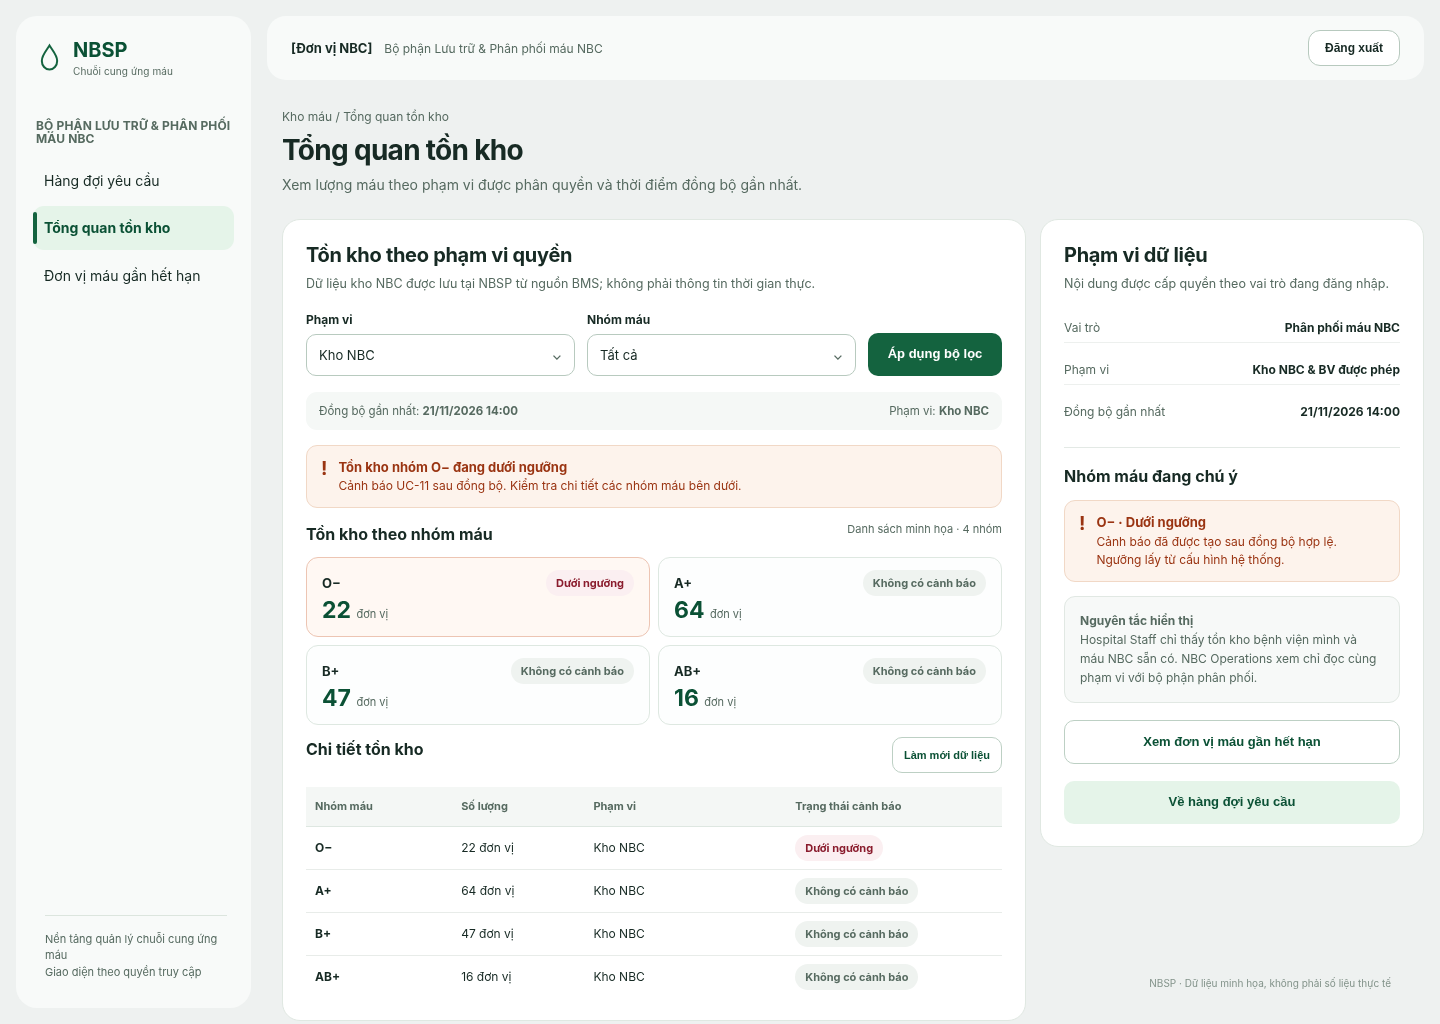 NBSP
Chuỗi cung ứng máu
BỘ PHẬN LƯU TRỮ & PHÂN PHỐI
MÁU NBC
Hàng đợi yêu cầu
Tổng quan tồn kho
Đơn vị máu gần hết hạn
Nền tảng quản lý chuỗi cung ứng
máu
Giao diện theo quyền truy cập
[Đơn vị NBC] Bộ phận Lưu trữ & Phân phối máu NBC
Đăng xuất
Kho máu / Tổng quan tồn kho
Tổng quan tồn kho
Xem lượng máu theo phạm vi được phân quyền và thời điểm đồng bộ gần nhất.
Tồn kho theo phạm vi quyền
Dữ liệu kho NBC được lưu tại NBSP từ nguồn BMS; không phải thông tin thời gian thực.
Phạm vi
Nhóm máu
Kho NBC
Tất cả
Áp dụng bộ lọc
Đồng bộ gần nhất: 21/11/2026 14:00
Phạm vi: Kho NBC
! Tồn kho nhóm O− đang dưới ngưỡng
Cảnh báo UC-11 sau đồng bộ. Kiểm tra chi tiết các nhóm máu bên dưới.
Tồn kho theo nhóm máu
Danh sách minh họa · 4 nhóm
O−
Dưới ngưỡng
22 đơn vị
A+
Không có cảnh báo
64 đơn vị
B+
Không có cảnh báo
47 đơn vị
AB+
Không có cảnh báo
16 đơn vị
Chi tiết tồn kho
Làm mới dữ liệu
Nhóm máu Số lượng Phạm vi Trạng thái cảnh báo
O− 22 đơn vị Kho NBC Dưới ngưỡng
A+ 64 đơn vị Kho NBC Không có cảnh báo
B+ 47 đơn vị Kho NBC Không có cảnh báo
AB+ 16 đơn vị Kho NBC Không có cảnh báo
Phạm vi dữ liệu
Nội dung được cấp quyền theo vai trò đang đăng nhập.
Vai trò Phân phối máu NBC
Phạm vi Kho NBC & BV được phép
Đồng bộ gần nhất 21/11/2026 14:00
Nhóm máu đang chú ý
! O− · Dưới ngưỡng
Cảnh báo đã được tạo sau đồng bộ hợp lệ.
Ngưỡng lấy từ cấu hình hệ thống.
Nguyên tắc hiển thị
Hospital Staff chỉ thấy tồn kho bệnh viện mình và
máu NBC sẵn có. NBC Operations xem chỉ đọc cùng
phạm vi với bộ phận phân phối.
Xem đơn vị máu gần hết hạn
Về hàng đợi yêu cầu
NBSP · Dữ liệu minh họa, không phải số liệu thực tế